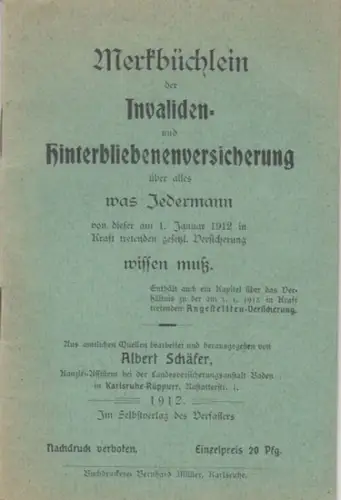 Merkbüchlein
der
Invaliden-
und
Hinterbliebenenversicherung
über alles
was Jedermann
von dieser am 1. Januar 1912 in
Kraft tretenden gesetzl. Versicherung
wissen muß.
Enthält auch ein Kapitel über das Ver-
hältnis zu der am 1. 1. 1913 in Kraft
tretenden Angestellten-Versicherung.
Aus amtlichen Quellen bearbeitet und herausgegeben von
Albert Schäfer,
Kanzlei-Assistent bei der Landesversicherungsanstalt Baden
in Karlsruhe-Rüppurr, Rastatterstr.
1912.
Im Selbstverlag des Verfassers
Nachdruck verboten. Einzelpreis 20 Pfg.
Buchdruckerei Bernhard Müller, Karlsruhe.